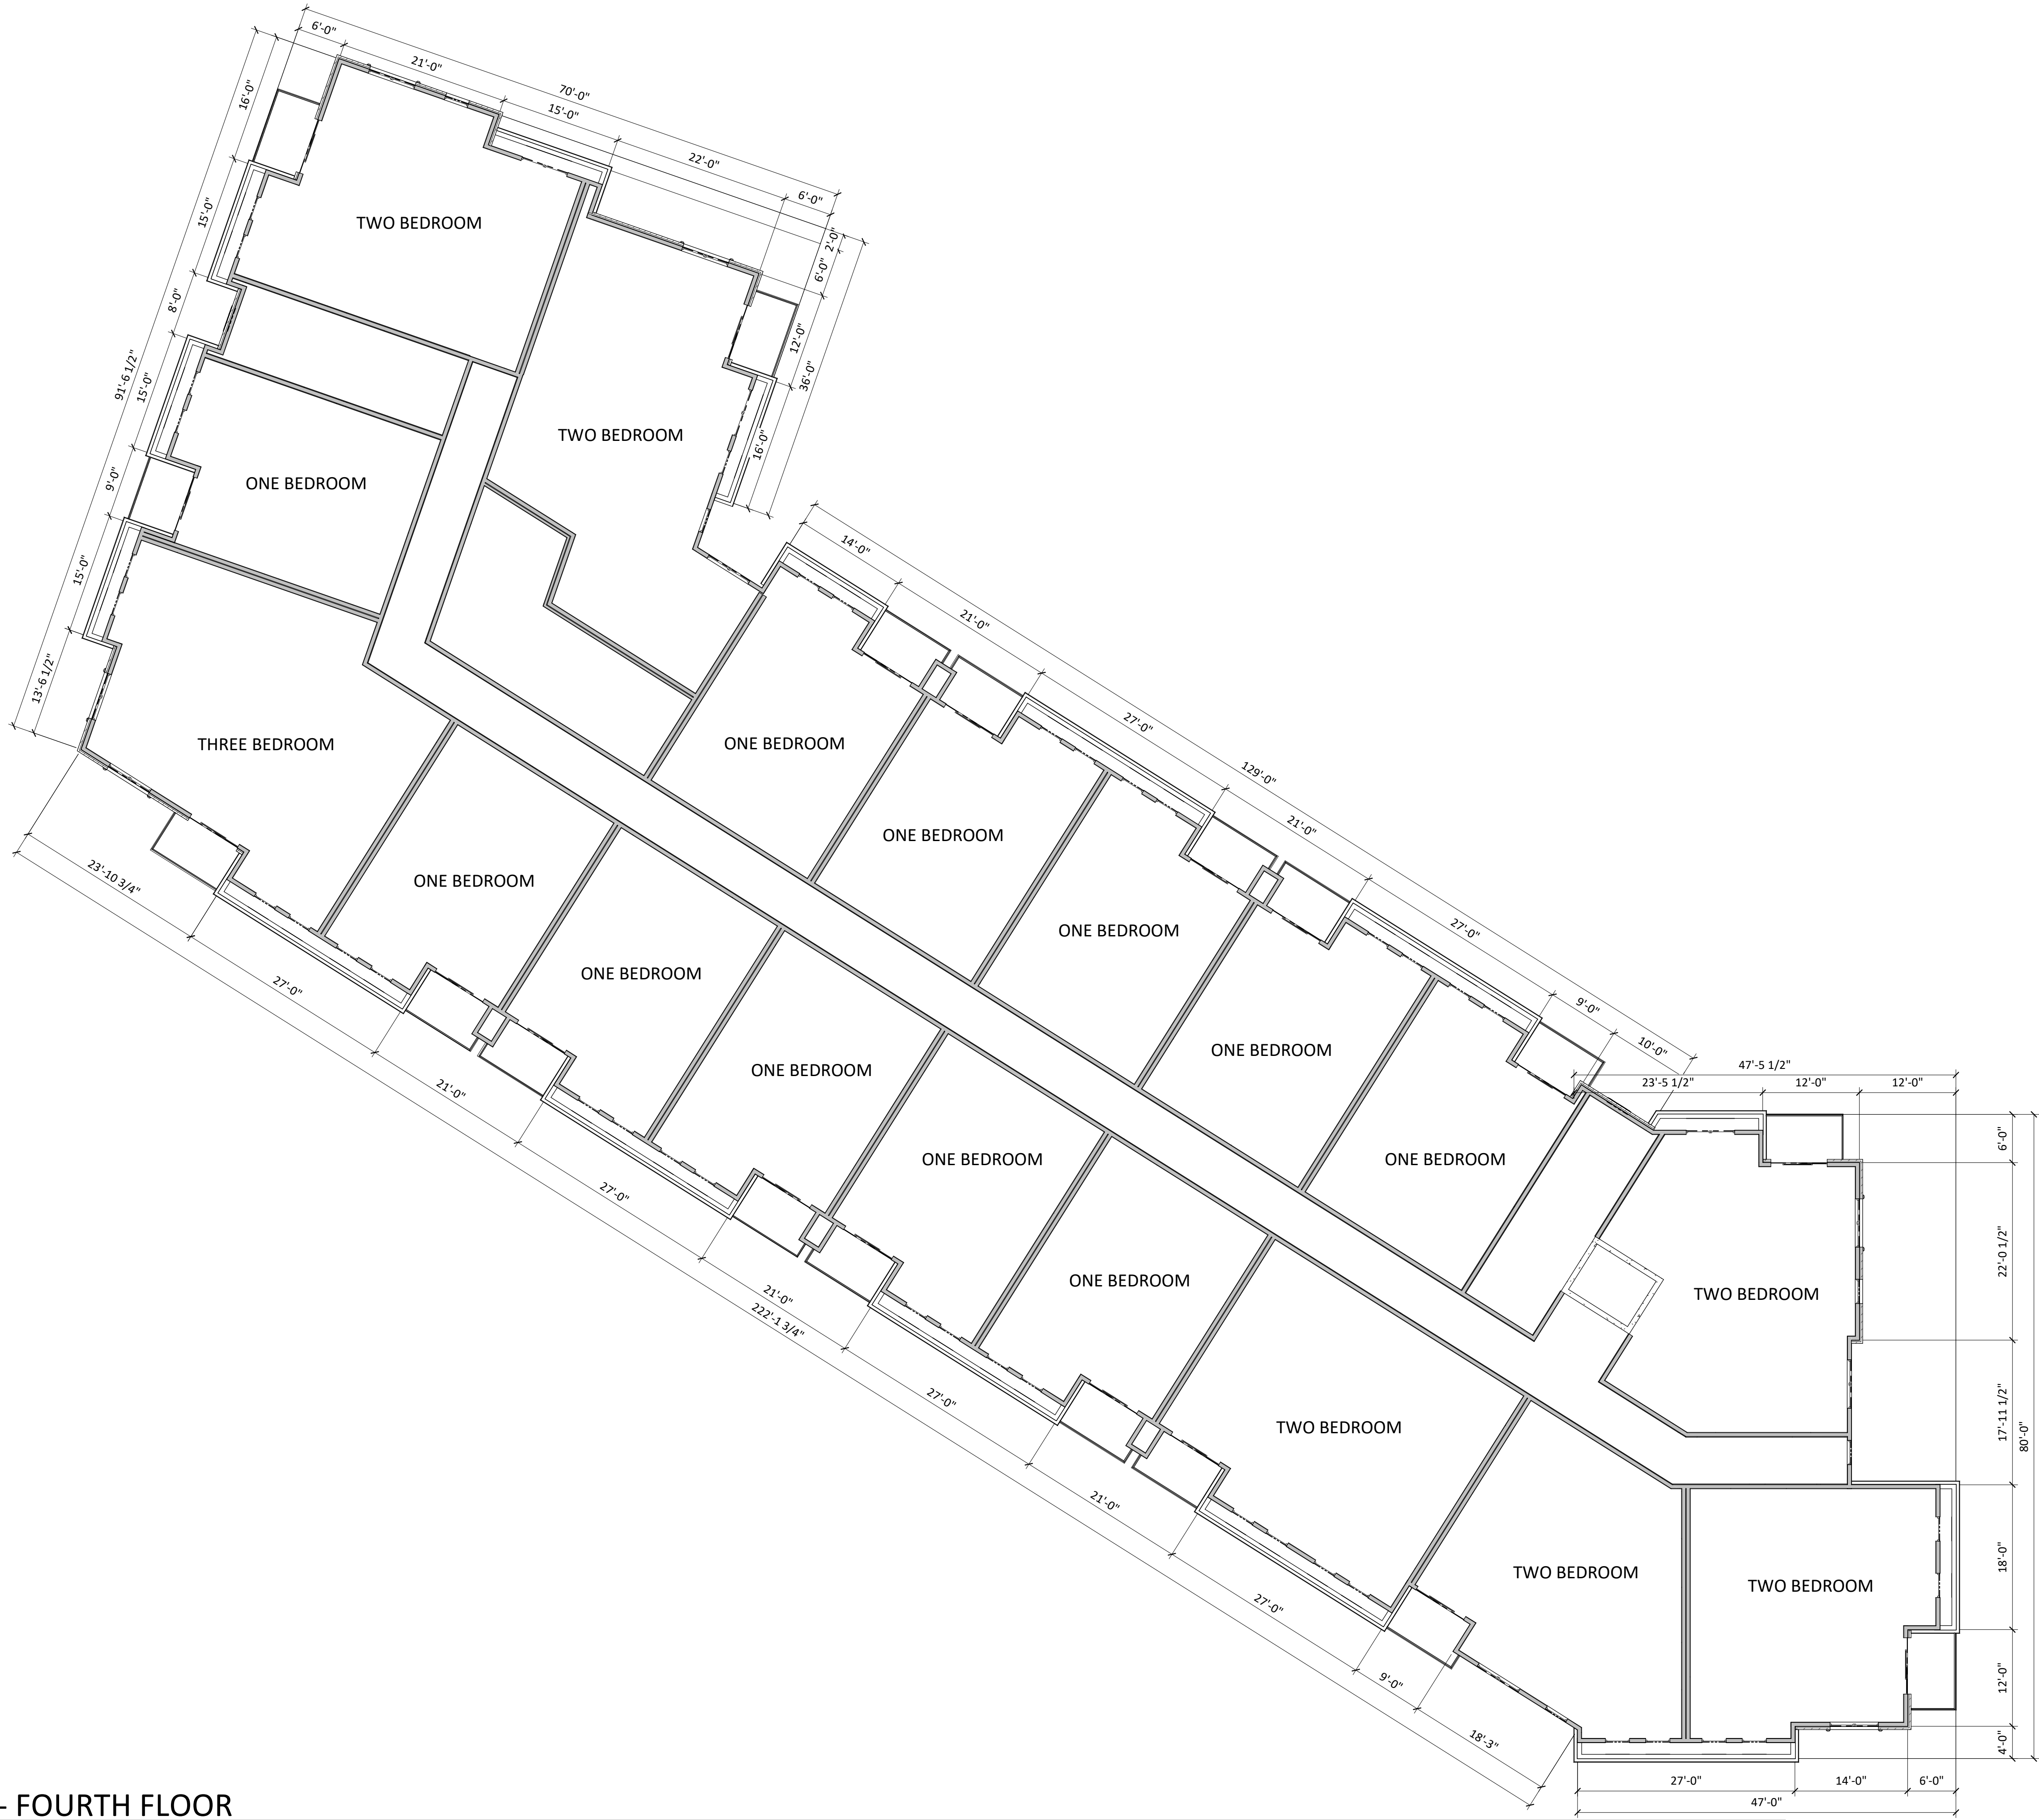 6'-0"
21'-0"
70'-0"
15'-0"
22'-0"
6'-0"
2'-0"
6'-0"
12'-0"
36'-0"
16'-0"
16'-0"
15'-0"
8'-0"
91'-6 1/2"
15'-0"
9'-0"
15'-0"
13'-6 1/2"
TWO BEDROOM
TWO BEDROOM
ONE BEDROOM
THREE BEDROOM
14'-0"
21'-0"
27'-0"
129'-0"
21'-0"
27'-0"
9'-0"
10'-0"
47'-5 1/2"
23'-5 1/2"
12'-0"
12'-0"
ONE BEDROOM
ONE BEDROOM
ONE BEDROOM
ONE BEDROOM
ONE BEDROOM
ONE BEDROOM
ONE BEDROOM
ONE BEDROOM
ONE BEDROOM
ONE BEDROOM
TWO BEDROOM
TWO BEDROOM
TWO BEDROOM
TWO BEDROOM
6'-0"
22'-0 1/2"
17'-11 1/2"
80'-0"
18'-0"
12'-0"
4'-0"
23'-10 3/4"
27'-0"
21'-0"
27'-0"
21'-0"
222'-1 3/4"
27'-0"
21'-0"
27'-0"
9'-0"
18'-3"
27'-0"
14'-0"
6'-0"
47'-0"
- FOURTH FLOOR